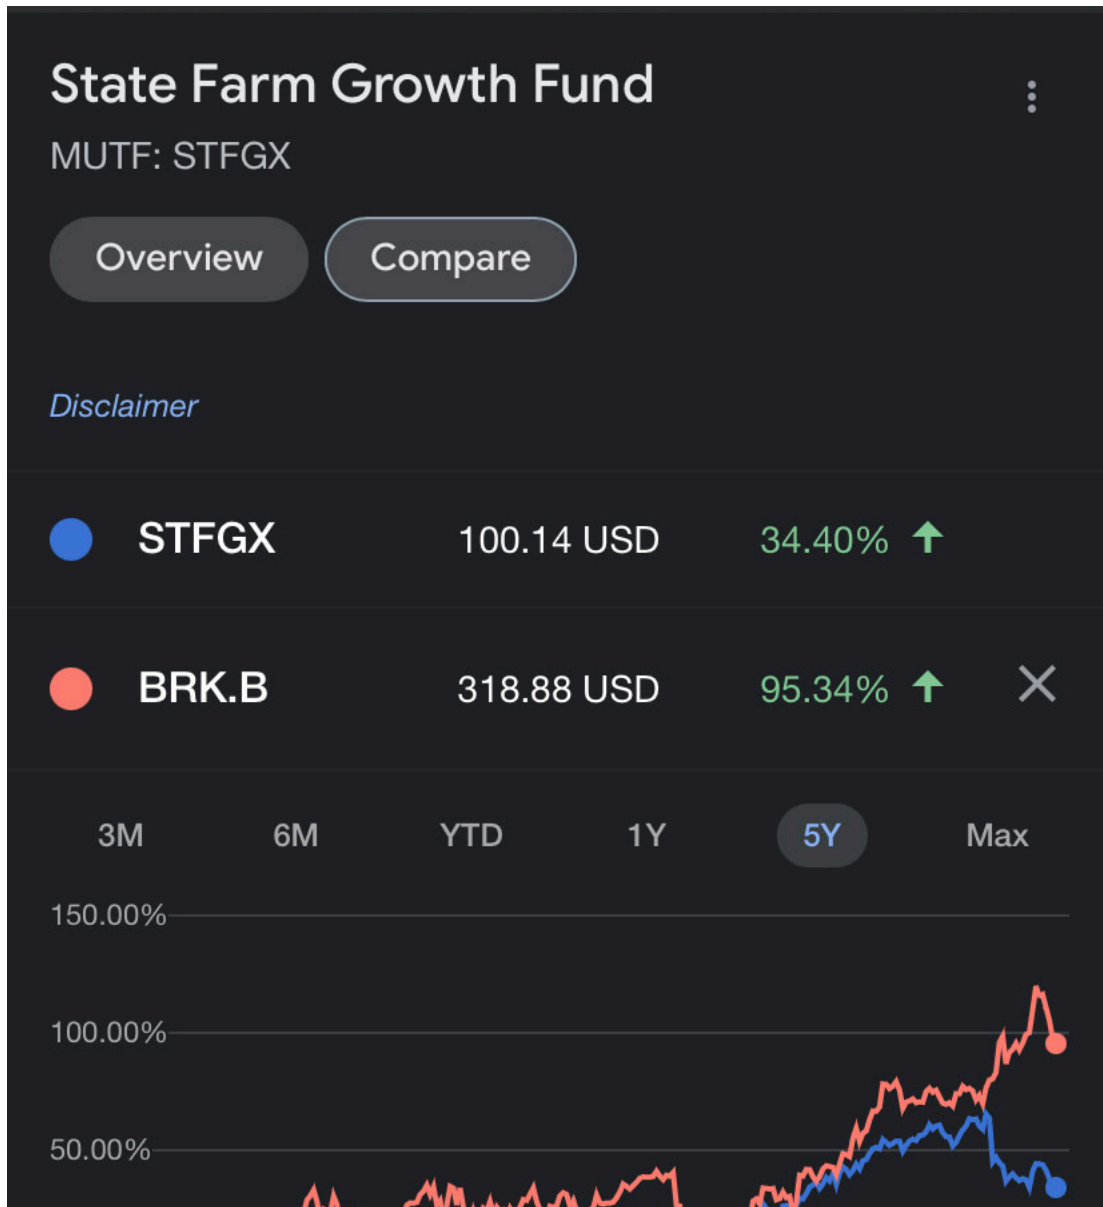 State Farm Growth Fund
MUTF: STFGX
Overview Compare
Disclaimer
STFGX 100.14 USD 34.40%
BRK.B 318.88 USD 95.34%
3M 6M YTD 1Y 5Y Max
150.00%
100.00%
50.00%